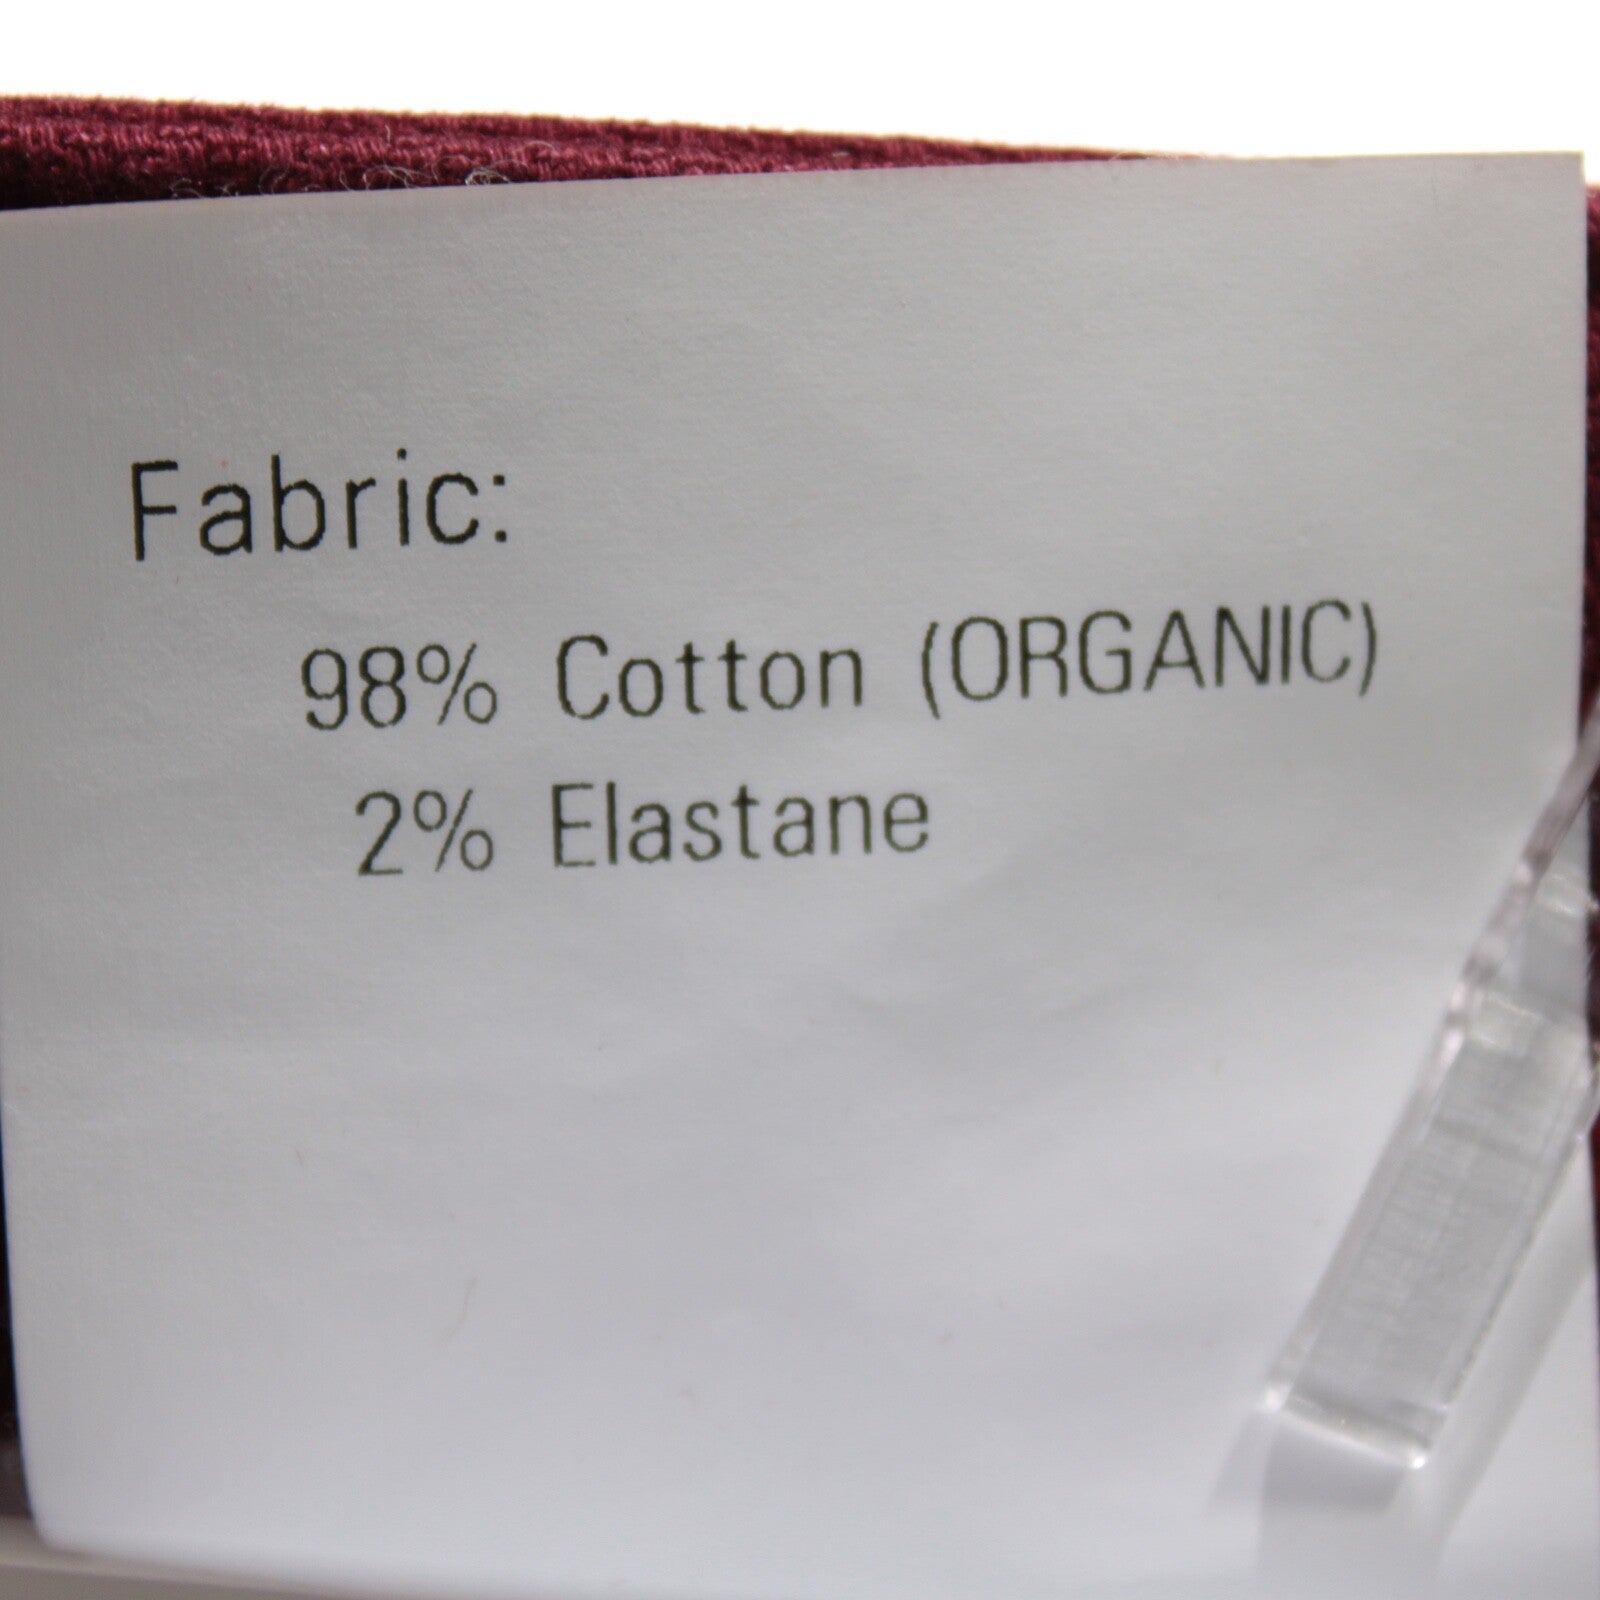 Fabric:
98% Cotton (ORGANIC)
2% Elastane